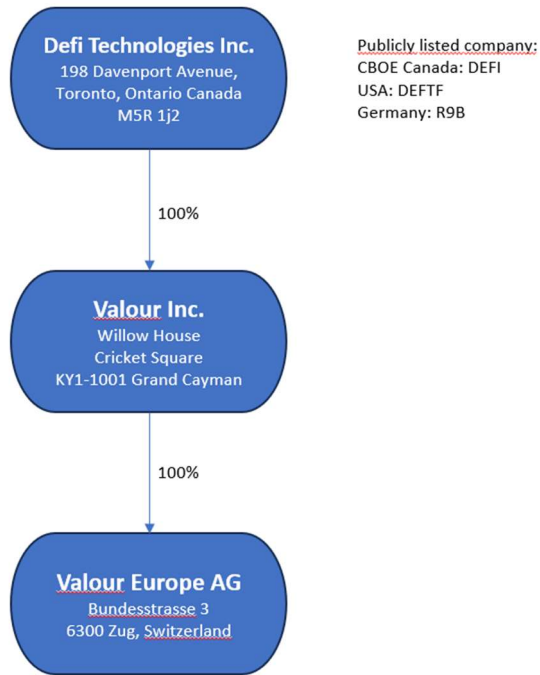 Defi Technologies Inc.
198 Davenport Avenue,
Toronto, Ontario Canada
M5R 1j2
Publicly listed company:
CBOE Canada: DEFI
USA: DEFTF
Germany: R9B
100%
Valour Inc.
Willow House
Cricket Square
KY1-1001 Grand Cayman
100%
Valour Europe AG
Bundesstrasse 3
6300 Zug, Switzerland